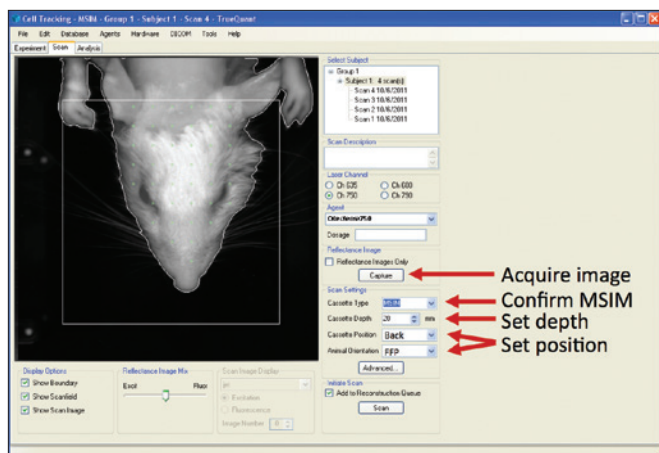 Cell Tracking - MSIM - Group 1 - Subject 1 - Scan 4 - TrueQuant
File Edit Database Agents Hardware DICOM Tools Help
Experiment Scan Analysis
Select Subject
Group 1
Subject 1: 4 scan(s)
Scan 4 10/6/2011
Scan 3 10/6/2011
Scan 2 10/6/2011
Scan 1 10/6/2011
Scan Description
Laser Channel
Ch 635 Ch 680
Ch 750 Ch 790
Agent
Dosage
Reflectance Image
Reflectance Images Only
Capture
Acquire image
Scan Settings
Cassette Type MSIM
Confirm MSIM
Cassette Depth 20 mm
Set depth
Cassette Position Back
Set position
Animal Orientation FFP
Advanced...
Initiate Scan
Add to Reconstruction Queue
Scan
Display Options
Show Boundary
Show Scanfield
Show Scan Image
Reflectance Image Mix
Excit Fluor
Scan Image Display
jet
Excitation
Fluorescence
Image Number